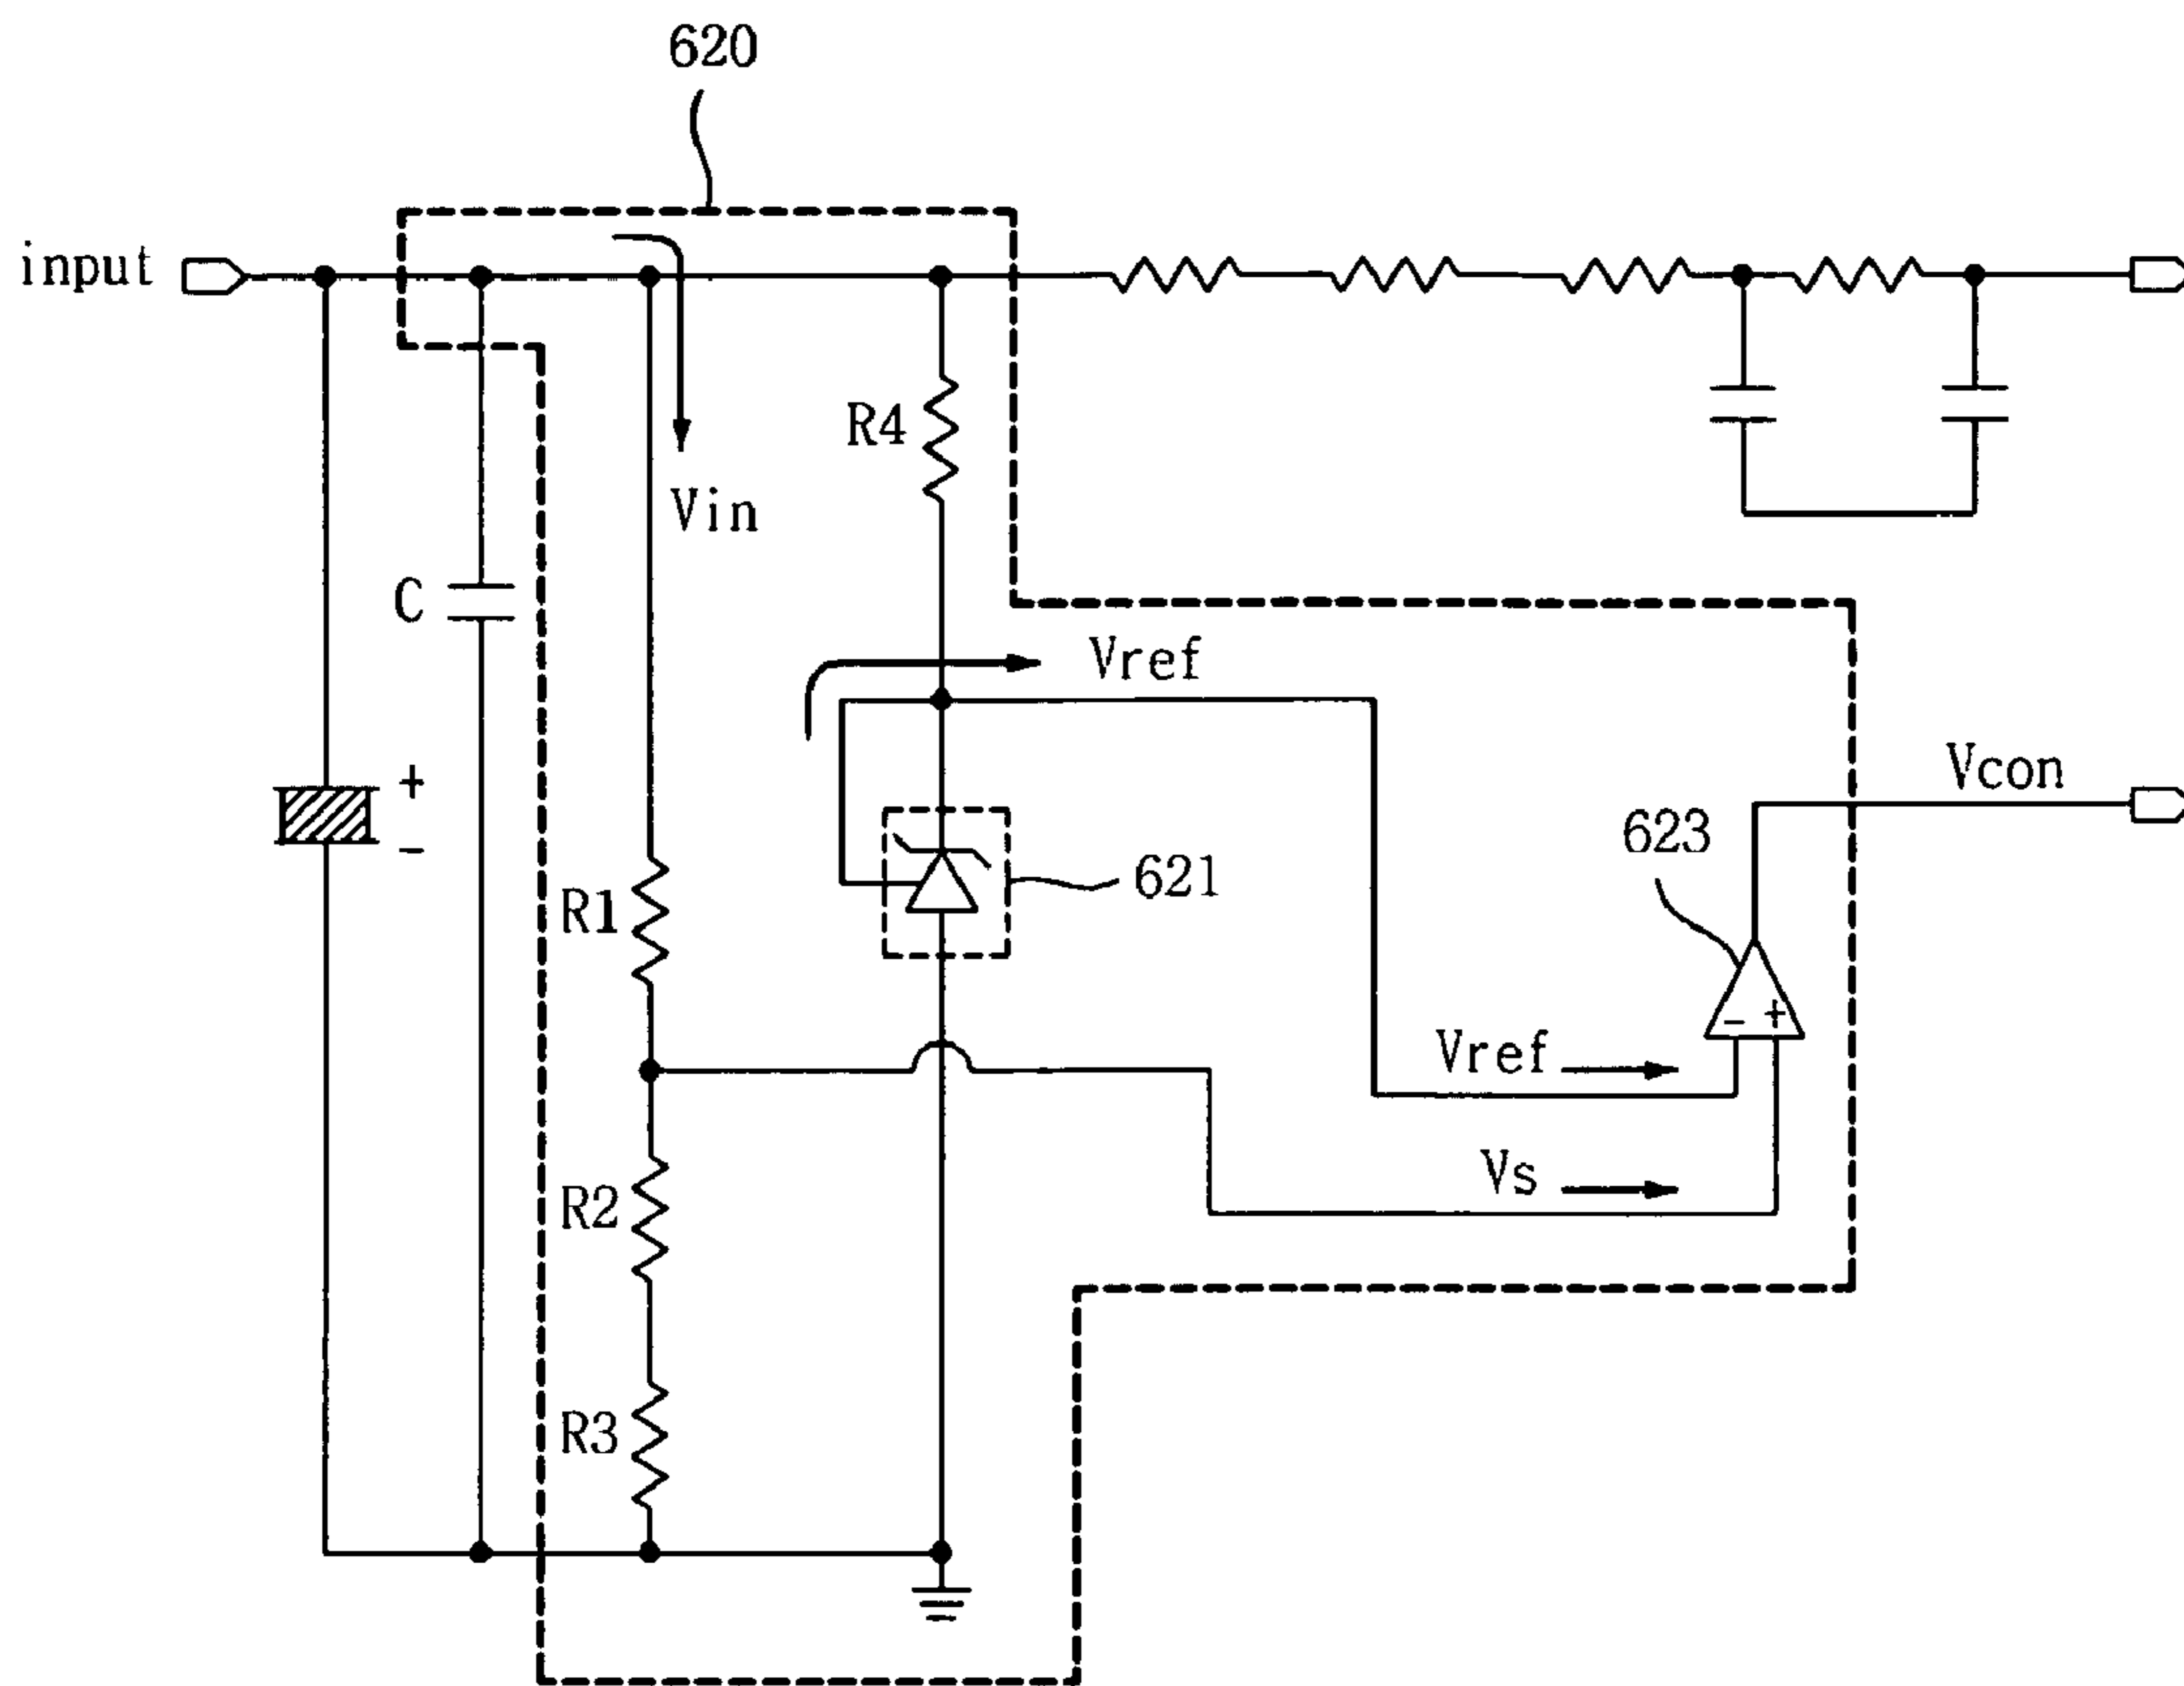 620
input
R4
Vin
C
Vref
+
-
Vcon
623
621
R1
- +
Vref
Vs
R2
R3